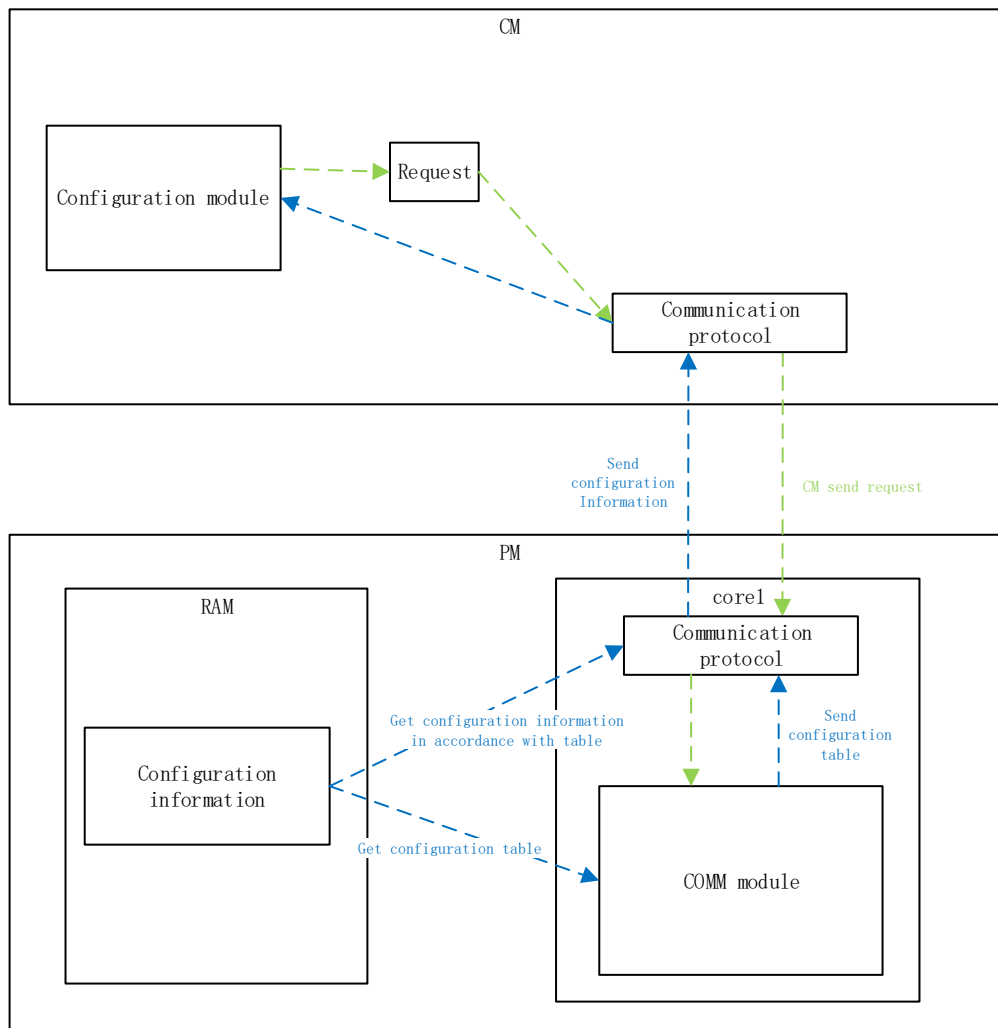 CM
Configuration module
Request
Communication
protocol
Send
configuration
Information
CM send request
PM
RAM
core1
Communication
protocol
Get configuration information
in accordance with table
Send
configuration
table
Configuration
information
Get configuration table
COMM module